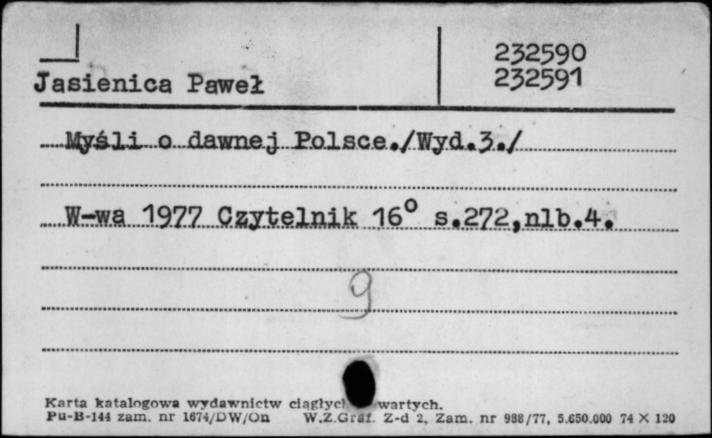 232590
Jasienica Paweł 232591
Myśli o dawnej Polsce./Wyd.3./
W-wa 1977 Czytelnik 16° s.272,nlb.4.
9
Karta katalogowa wydawnictw wartych.
Pu-B-144 zam. nr 1674/DW/On W.Z.Graf. Z-d 2, Zam. nr 988/77, 5.650.000 74 X 120